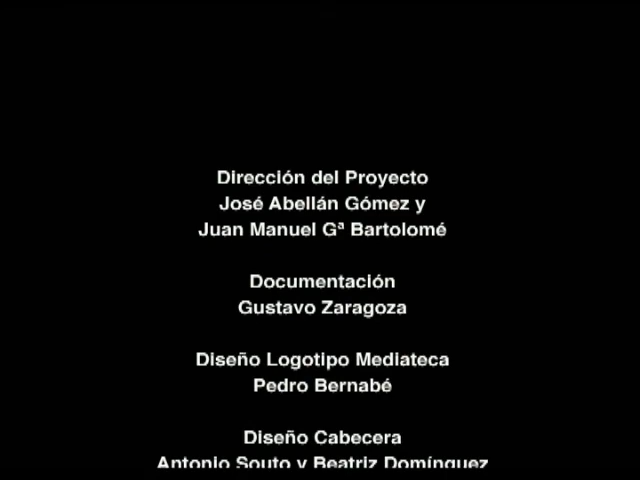 Dirección del Proyecto
José Abellán Gómez y
Juan Manuel Gª Bartolomé
Documentación
Gustavo Zaragoza
Diseño Logotipo Mediateca
Pedro Bernabé
Diseño Cabecera
Antonio Souto y Beatriz Domínguez